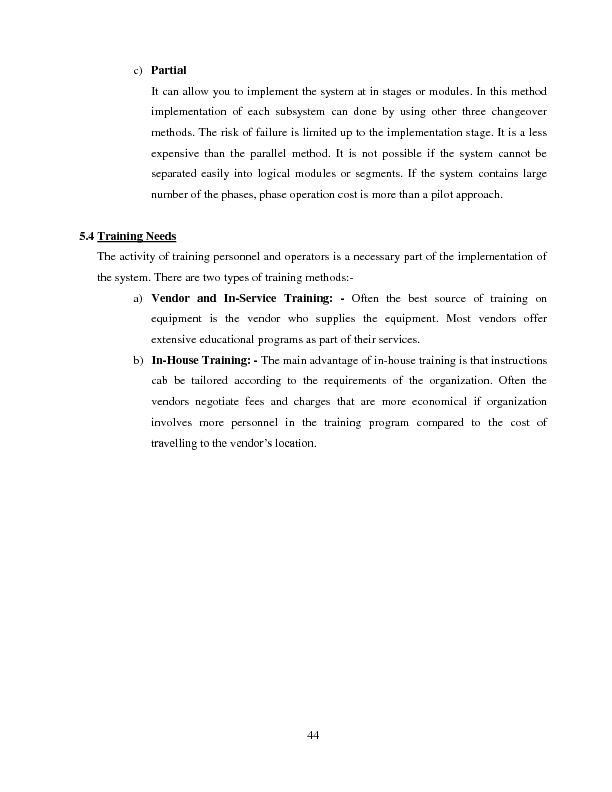 c) Partial
It can allow you to implement the system at in stages or modules. In this method
implementation of each subsystem can done by using other three changeover
methods. The risk of failure is limited up to the implementation stage. It is a less
expensive than the parallel method. It is not possible if the system cannot be
separated easily into logical modules or segments. If the system contains large
number of the phases, phase operation cost is more than a pilot approach.
5.4 Training Needs
The activity of training personnel and operators is a necessary part of the implementation of
the system. There are two types of training methods:-
a) Vendor and In-Service Training: - Often the best source of training on
equipment is the vendor who supplies the equipment. Most vendors offer
extensive educational programs as part of their services.
b) In-House Training: - The main advantage of in-house training is that instructions
cab be tailored according to the requirements of the organization. Often the
vendors negotiate fees and charges that are more economical if organization
involves more personnel in the training program compared to the cost of
travelling to the vendor's location.
44